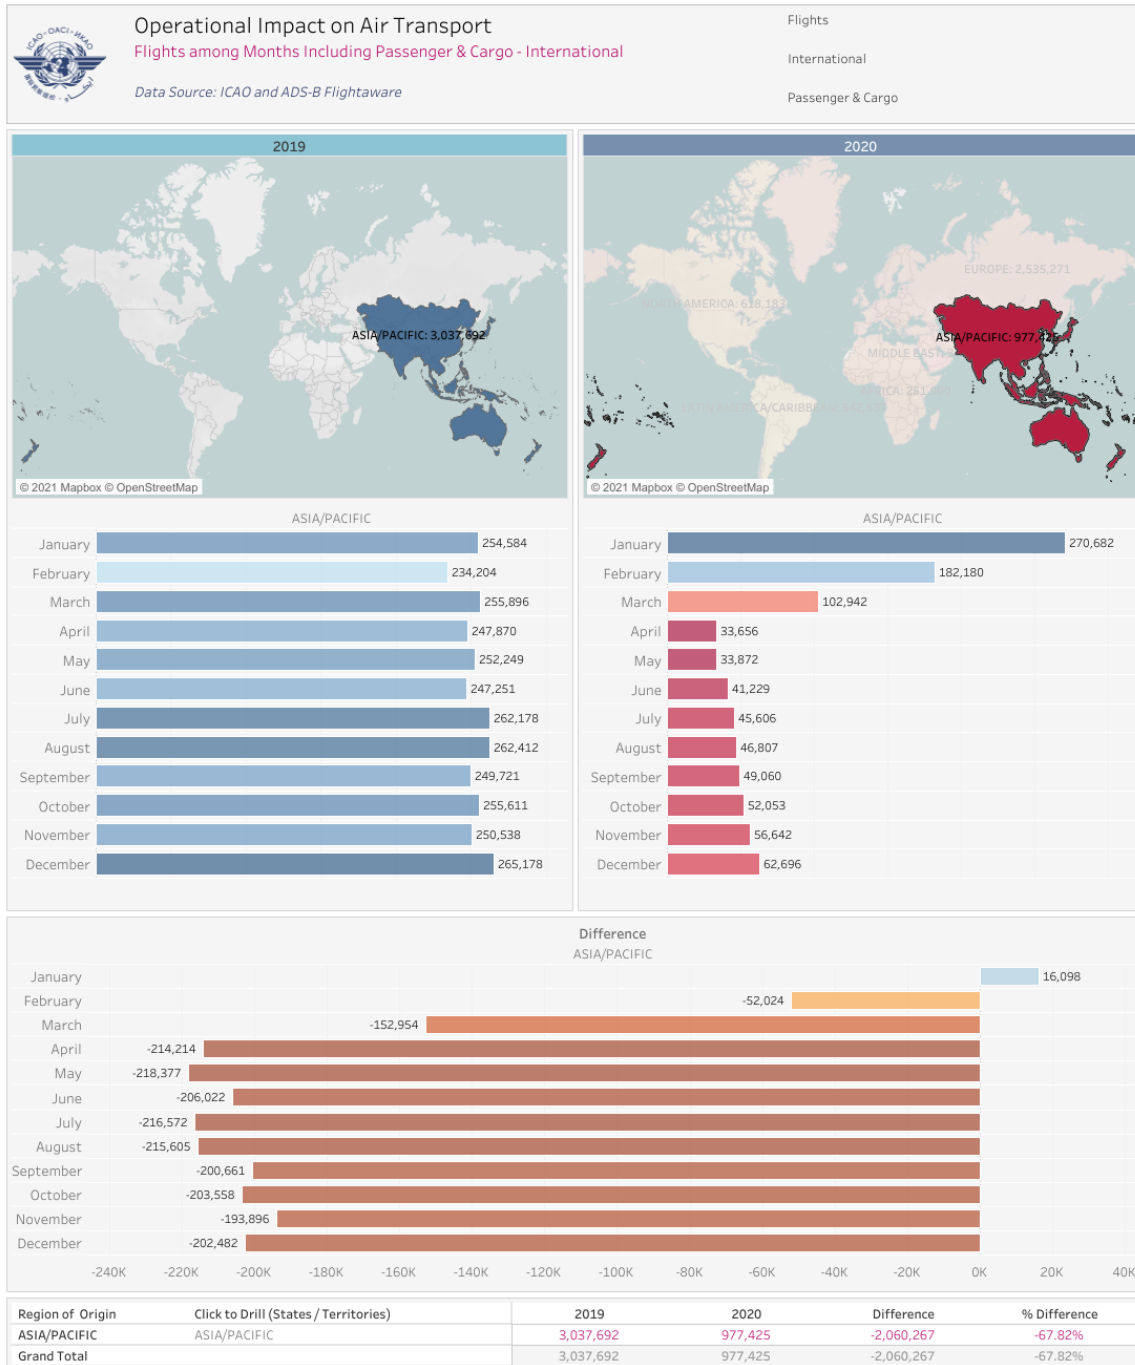 ICAO · OACI · ИКАО
Operational Impact on Air Transport
Flights among Months Including Passenger & Cargo - International
Data Source: ICAO and ADS-B Flightaware
Flights
International
Passenger & Cargo
2019
ASIA/PACIFIC: 3,037,692
© 2021 Mapbox © OpenStreetMap
2020
EUROPE: 2,535,271
NORTH AMERICA: 618,183
ASIA/PACIFIC: 977,425
MIDDLE EAST:
LATIN AMERICA/CARIBBEAN:
© 2021 Mapbox © OpenStreetMap
ASIA/PACIFIC
January 254,584
February 234,204
March 255,896
April 247,870
May 252,249
June 247,251
July 262,178
August 262,412
September 249,721
October 255,611
November 250,538
December 265,178
ASIA/PACIFIC
January 270,682
February 182,180
March 102,942
April 33,656
May 33,872
June 41,229
July 45,606
August 46,807
September 49,060
October 52,053
November 56,642
December 62,696
Difference
ASIA/PACIFIC
January 16,098
February -52,024
March -152,954
April -214,214
May -218,377
June -206,022
July -216,572
August -215,605
September -200,661
October -203,558
November -193,896
December -202,482
-240K -220K -200K -180K -160K -140K -120K -100K -80K -60K -40K -20K 0K 20K 40K
Region of Origin Click to Drill (States / Territories) 2019 2020 Difference % Difference
ASIA/PACIFIC ASIA/PACIFIC 3,037,692 977,425 -2,060,267 -67.82%
Grand Total 3,037,692 977,425 -2,060,267 -67.82%